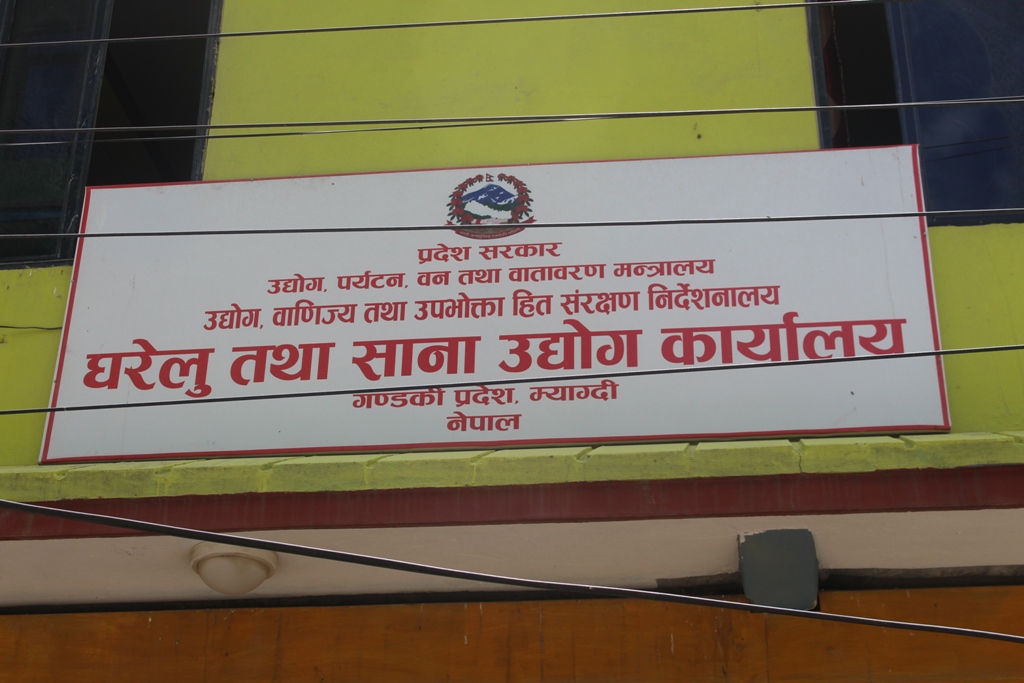 प्रदेश सरकार
उद्योग, पर्यटन, वन तथा वातावरण मन्त्रालय
उद्योग, वाणिज्य तथा उपभोक्ता हित संरक्षण निर्देशनालय
घरेलु तथा साना उद्योग कार्यालय
गण्डकी प्रदेश, म्याग्दी
नेपाल